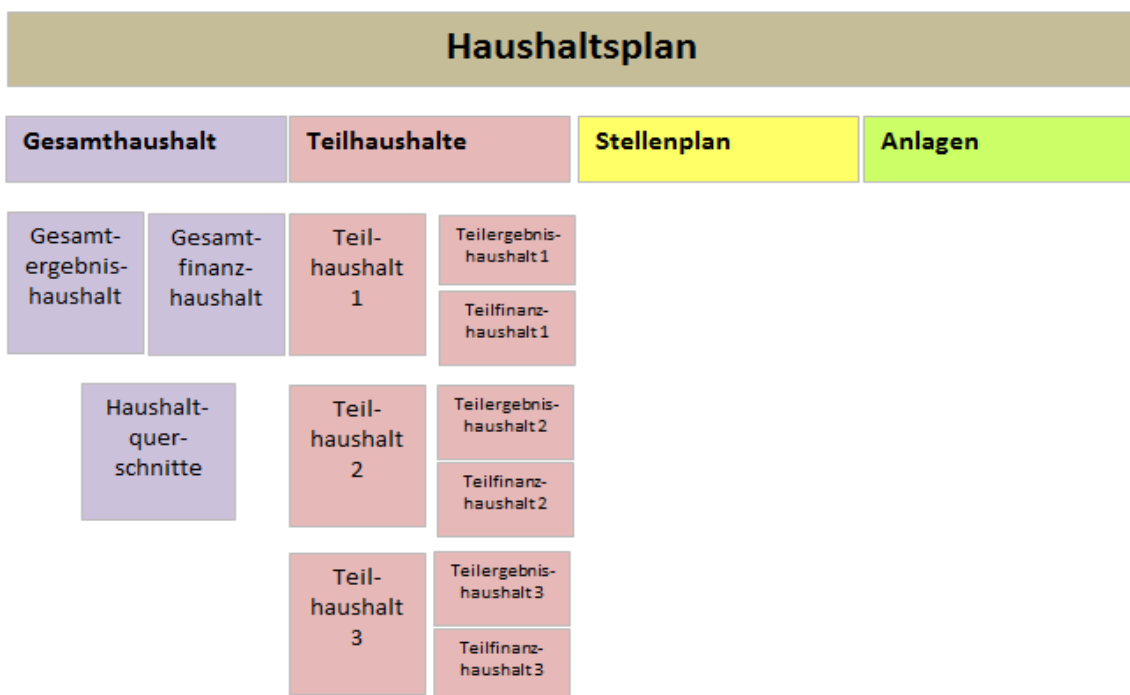 Haushaltsplan
Gesamthaushalt
Teilhaushalte
Stellenplan
Anlagen
Gesamt-
ergebnis-
haushalt
Gesamt-
finanz-
haushalt
Haushalt-
quer-
schnitte
Teil-
haushalt
1
Teilergebnis-
haushalt 1
Teilfinanz-
haushalt 1
Teil-
haushalt
2
Teilergebnis-
haushalt 2
Teilfinanz-
haushalt 2
Teil-
haushalt
3
Teilergebnis-
haushalt 3
Teilfinanz-
haushalt 3